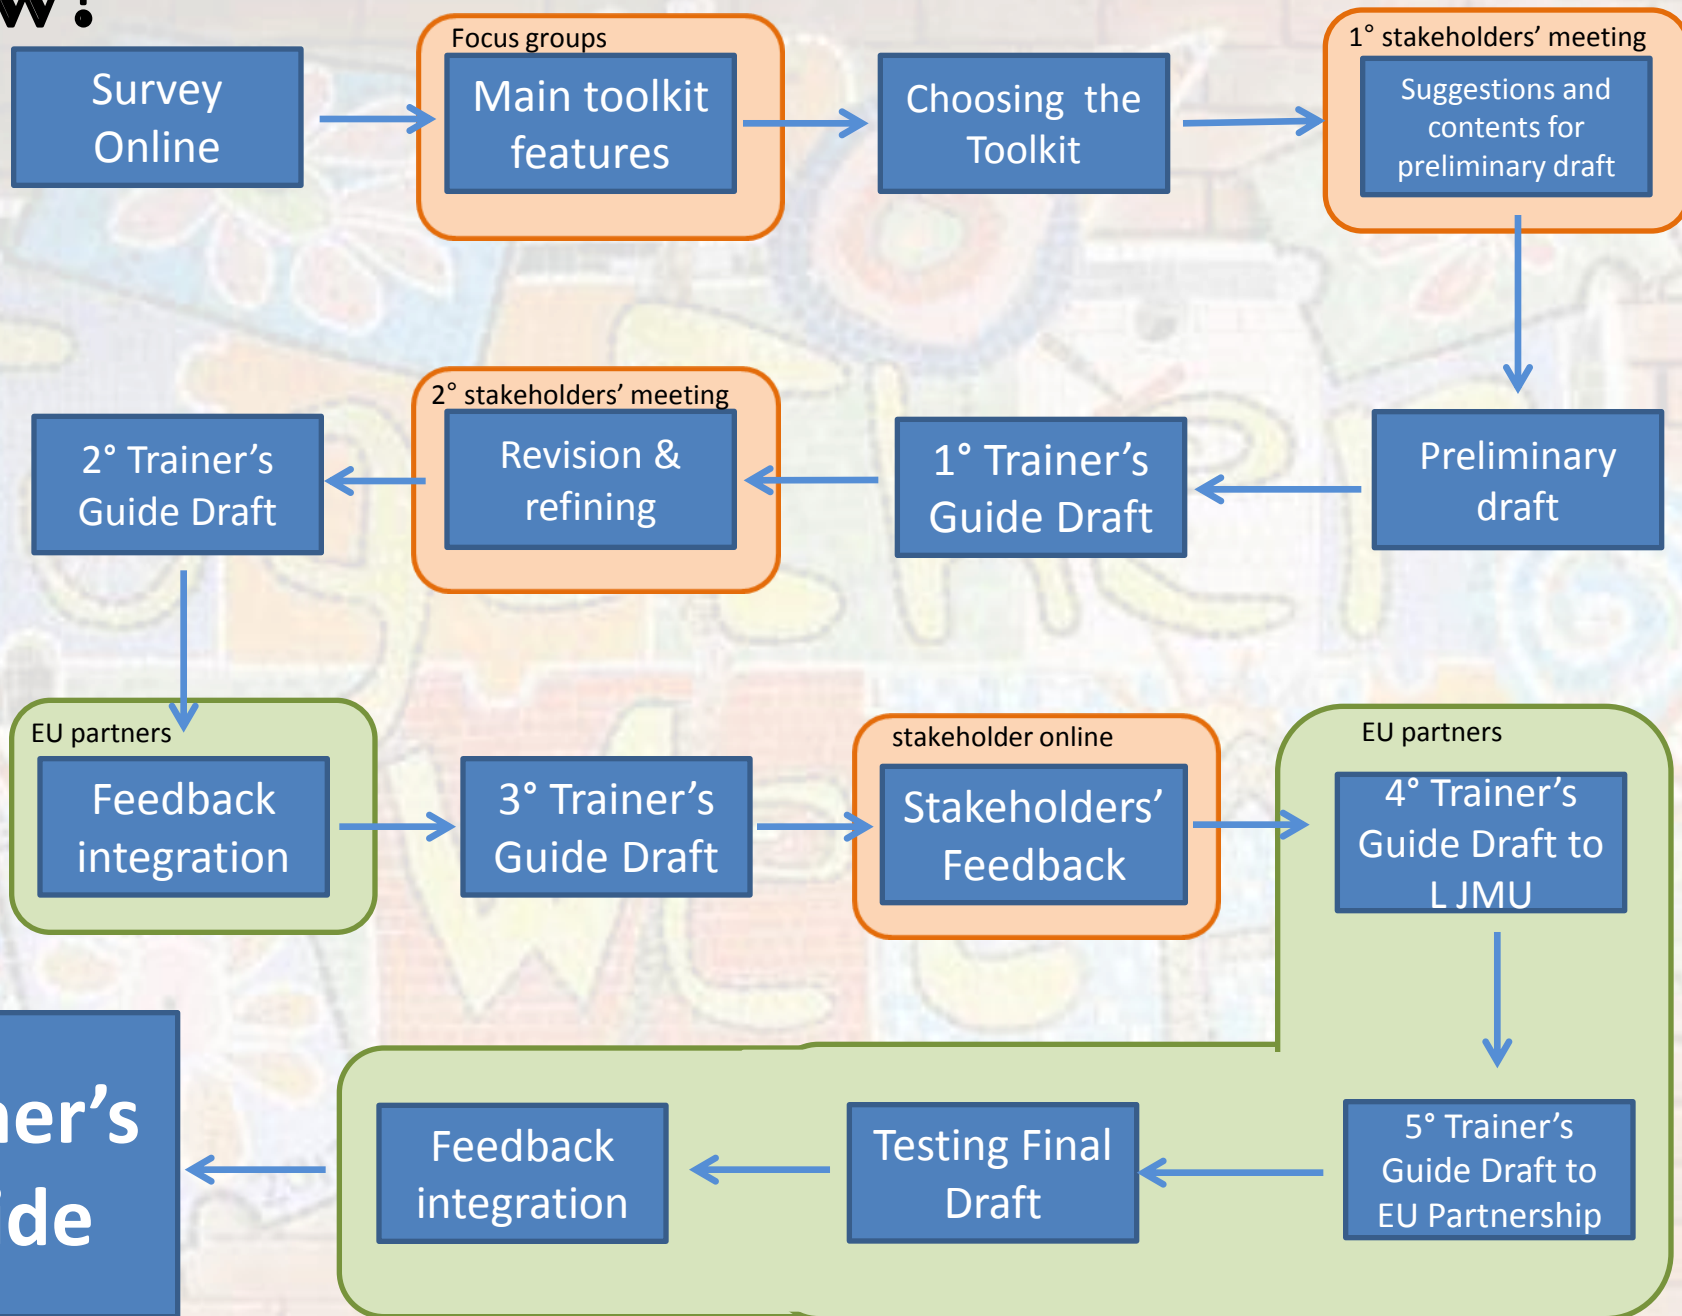 Survey
Online
Focus groups
Main toolkit
features
Choosing the
Toolkit
1° stakeholders' meeting
Suggestions and
contents for
preliminary draft
2° Trainer's
Guide Draft
2° stakeholders' meeting
Revision &
refining
1° Trainer's
Guide Draft
Preliminary
draft
EU partners
Feedback
integration
3° Trainer's
Guide Draft
stakeholder online
Stakeholders'
Feedback
EU partners
4° Trainer's
Guide Draft to
L JMU
ner's
ide
Feedback
integration
Testing Final
Draft
5° Trainer's
Guide Draft to
EU Partnership